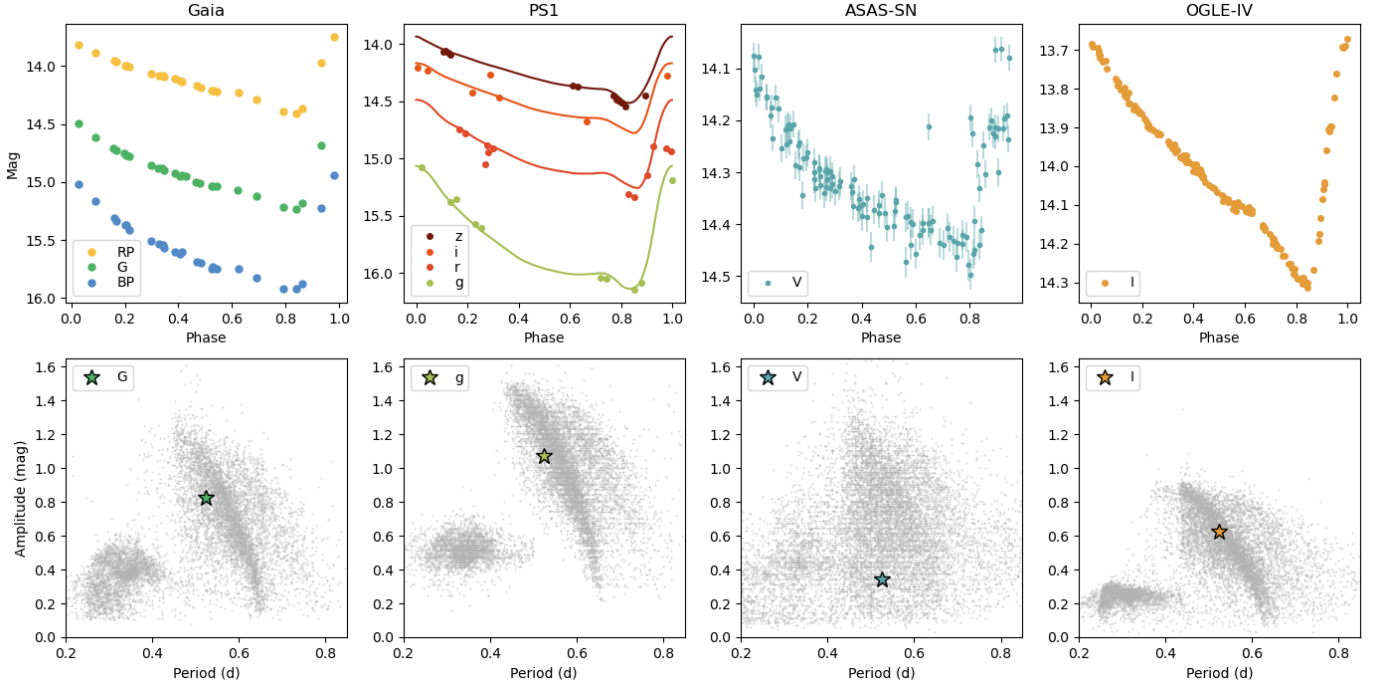 Gaia
PS1
ASAS-SN
OGLE-IV
Mag
14.0
14.5
15.0
15.5
16.0
RP
G
BP
0.0 0.2 0.4 0.6 0.8 1.0
Phase
14.0
14.5
15.0
15.5
16.0
z
i
r
g
0.0 0.2 0.4 0.6 0.8 1.0
Phase
14.1
14.2
14.3
14.4
14.5
V
0.0 0.2 0.4 0.6 0.8
Phase
13.7
13.8
13.9
14.0
14.1
14.2
14.3
I
0.0 0.2 0.4 0.6 0.8 1.0
Phase
Amplitude (mag)
1.6
1.4
1.2
1.0
0.8
0.6
0.4
0.2
0.0
G
0.2 0.4 0.6 0.8
Period (d)
1.6
1.4
1.2
1.0
0.8
0.6
0.4
0.2
0.0
g
0.2 0.4 0.6 0.8
Period (d)
1.6
1.4
1.2
1.0
0.8
0.6
0.4
0.2
0.0
V
0.2 0.4 0.6 0.8
Period (d)
1.6
1.4
1.2
1.0
0.8
0.6
0.4
0.2
0.0
I
0.2 0.4 0.6 0.8
Period (d)